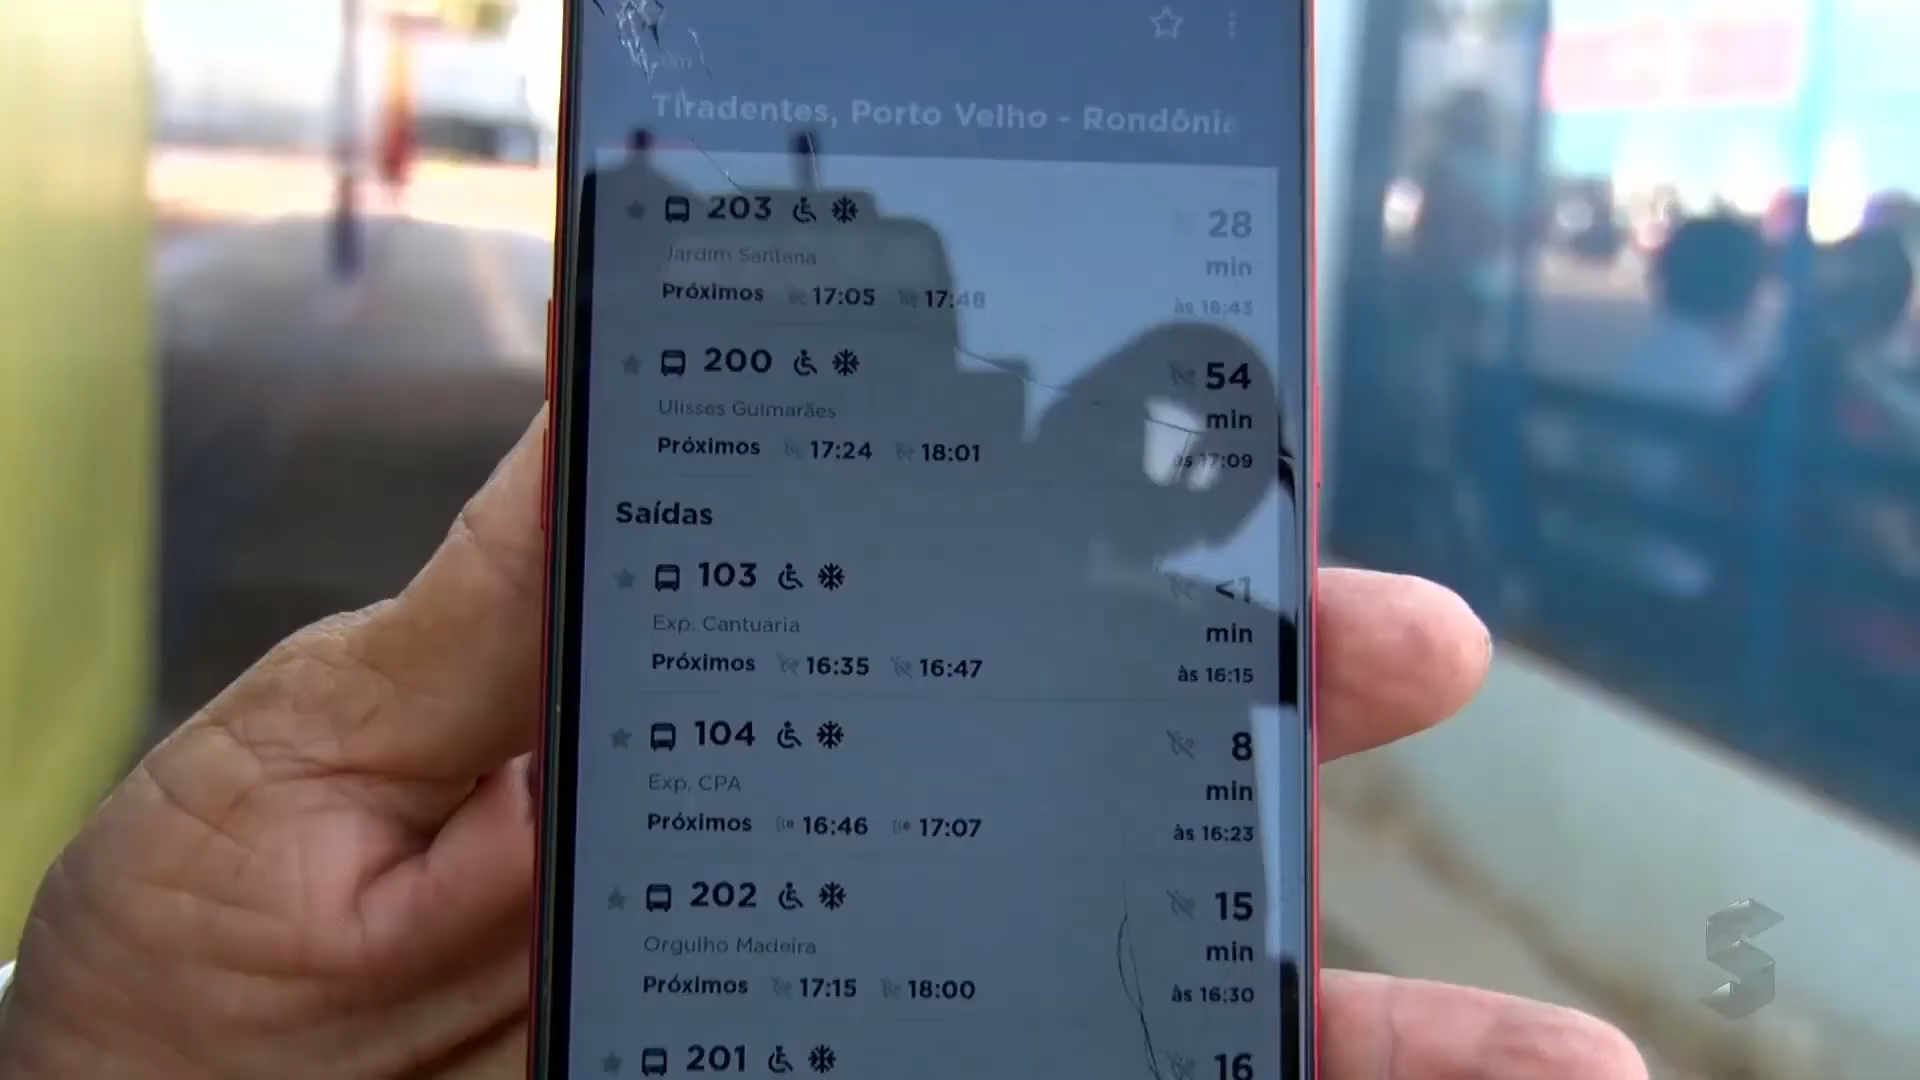 Tiradentes, Porto Velho - Rondônia
203
28
min
Jardim Santana
Próximos 17:05 17:48
às 16:43
200
54
min
Ulisses Guimarães
Próximos 17:24 18:01
às 17:09
Saídas
103
<1
min
Exp. Cantuária
Próximos 16:35 16:47
às 16:15
104
8
min
Exp. CPA
Próximos 16:46 17:07
às 16:23
202
15
min
Orgulho Madeira
Próximos 17:15 18:00
às 16:30
201
16